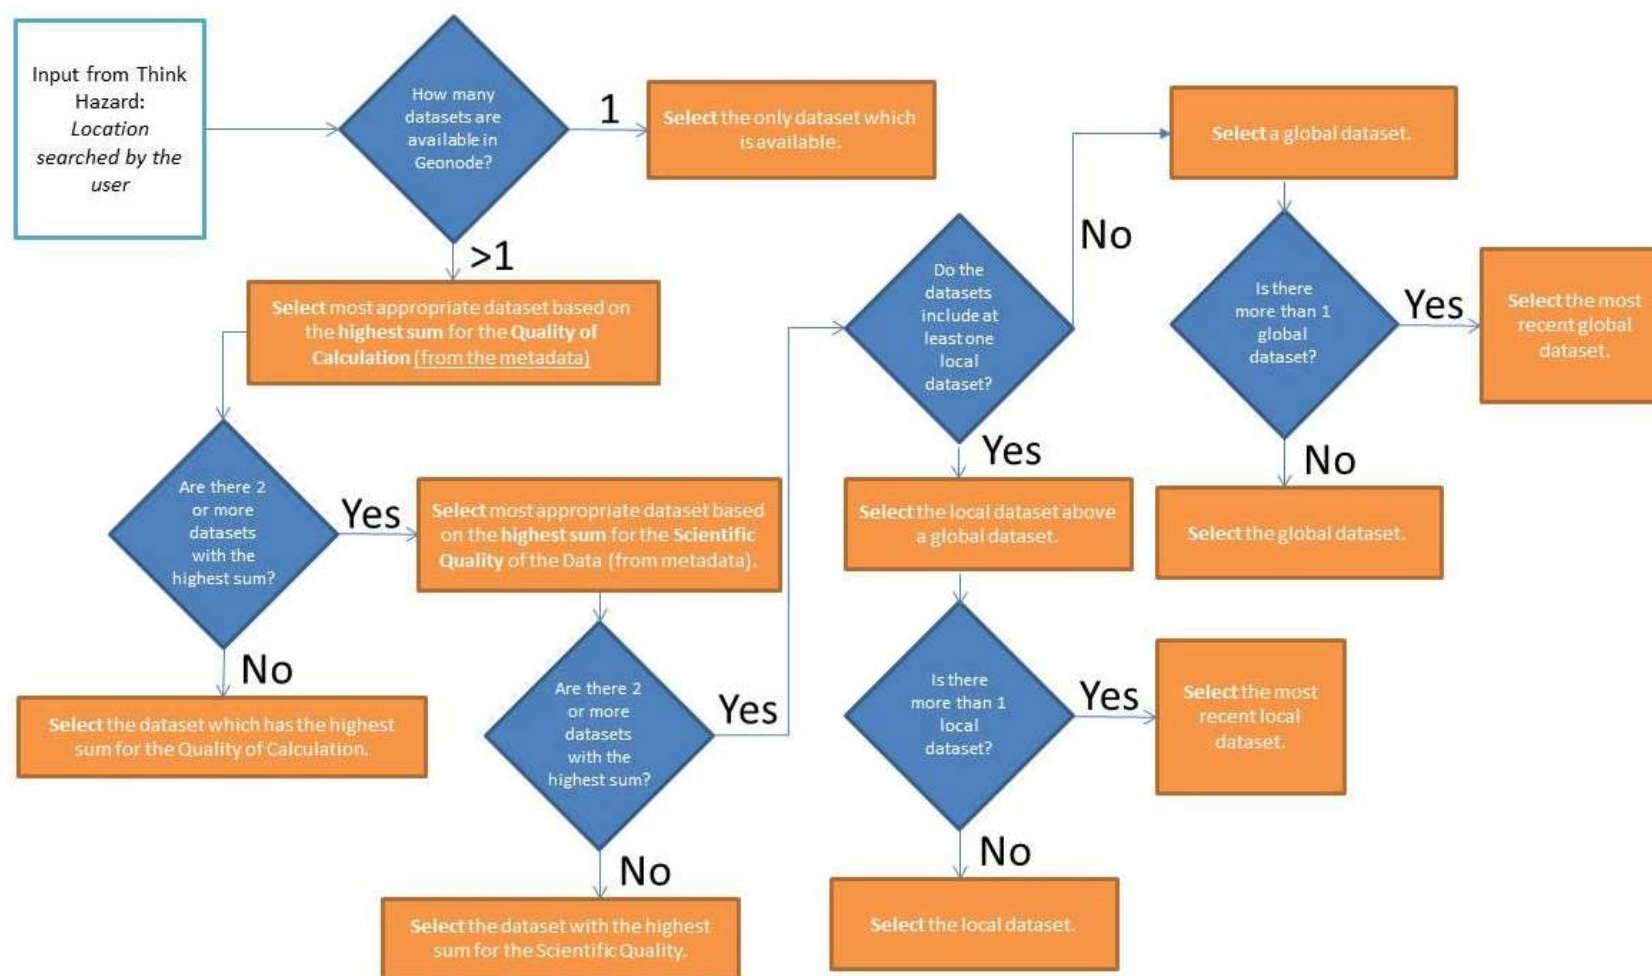 Input from Think
Hazard:
Location
searched by the
user
How many
datasets are
available in
Geonode?
1
Select the only dataset which
is available.
>1
Select most appropriate dataset based on
the highest sum for the Quality of
Calculation (from the metadata)
Are there 2
or more
datasets
with the
highest sum?
No
Select the dataset which has the highest
sum for the Quality of Calculation.
Yes
Select most appropriate dataset based
on the highest sum for the Scientific
Quality of the Data (from metadata).
Are there 2
or more
datasets
with the
highest sum?
No
Select the dataset with the highest
sum for the Scientific Quality.
Yes
Do the
datasets
include at
least one
local
dataset?
Yes
Select the local dataset above
a global dataset.
Is there
more than 1
local
dataset?
Yes
Select the most
recent local
dataset.
No
Select the local dataset.
No
Select a global dataset.
Is there
more than 1
global
dataset?
Yes
Select the most
recent global
dataset.
No
Select the global dataset.